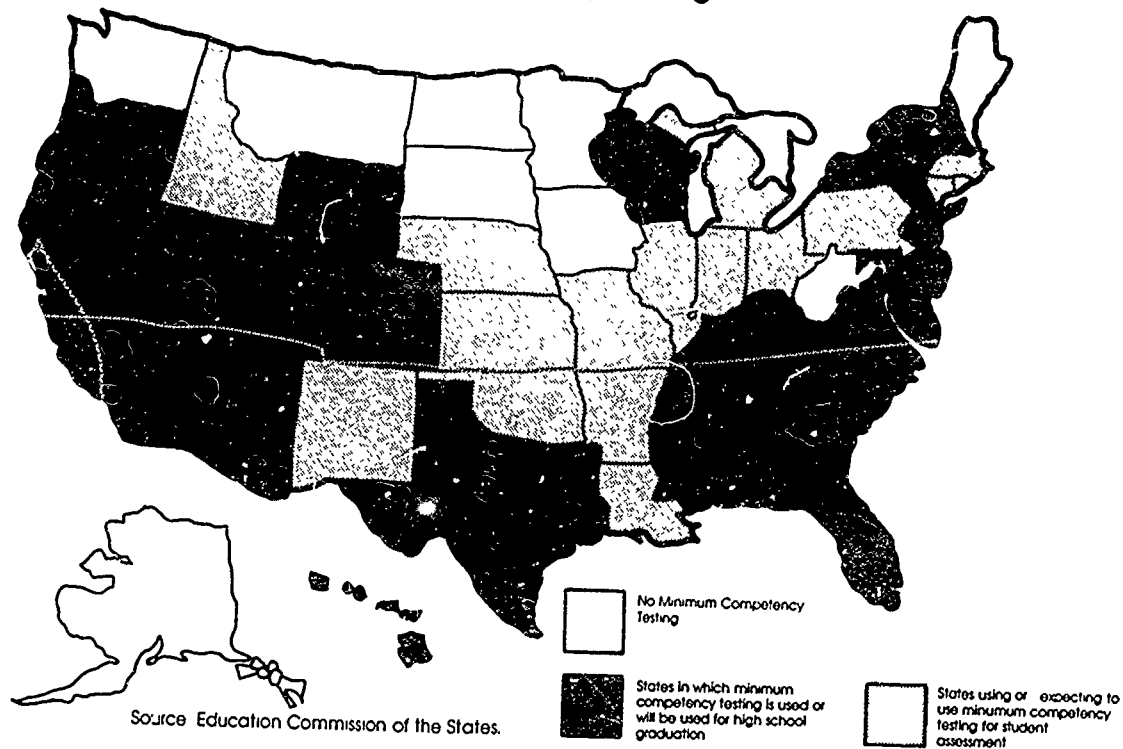 No Minimum Competency
Testing
States in which minimum
competency testing is used or
will be used for high school
graduation
States using or expecting to
use minumum competency
testing for student
assessment
Source Education Commission of the States.